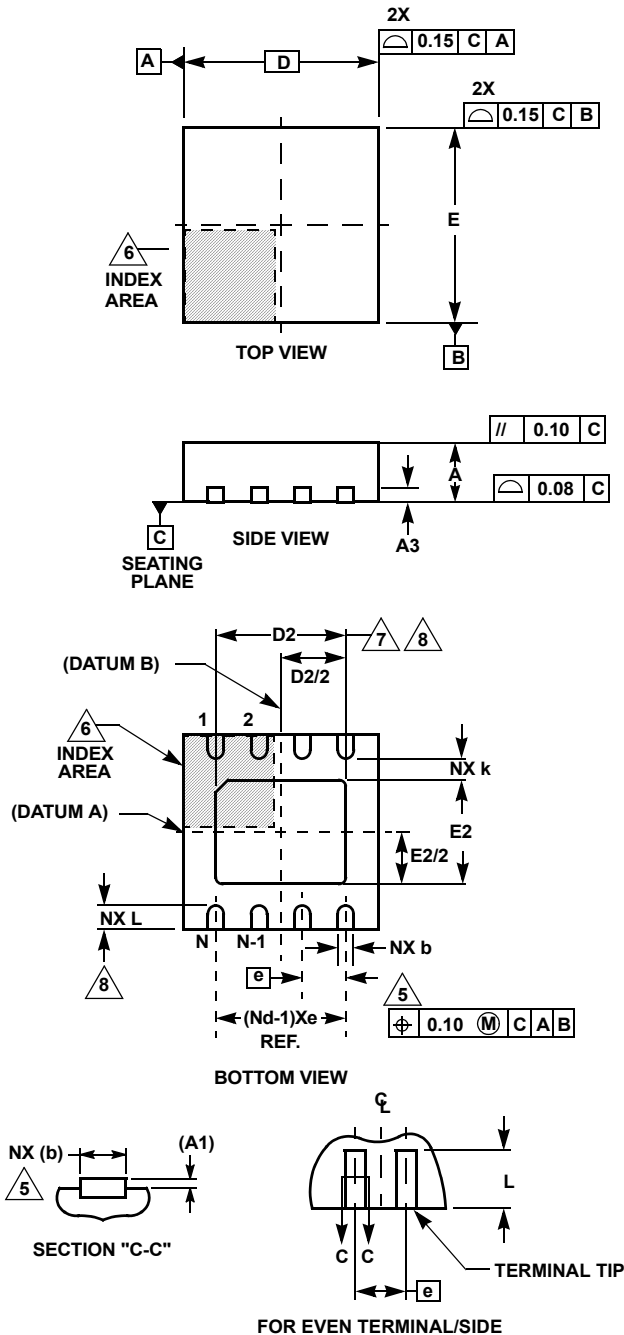 2X
⌓ 0.15 C A
A
D
2X
⌓ 0.15 C B
E
6
INDEX
AREA
TOP VIEW
B
// 0.10 C
A
⌓ 0.08 C
A3
C
SEATING
PLANE
SIDE VIEW
D2
7 8
(DATUM B)
D2/2
6
INDEX
AREA
1 2
NX k
(DATUM A)
E2
E2/2
NX L
8
N N-1
NX b
e
5
(Nd-1)Xe
REF.
⌖ 0.10 Ⓜ C A B
BOTTOM VIEW
NX (b)
(A1)
5
SECTION "C-C"
℄
L
C C
TERMINAL TIP
e
FOR EVEN TERMINAL/SIDE